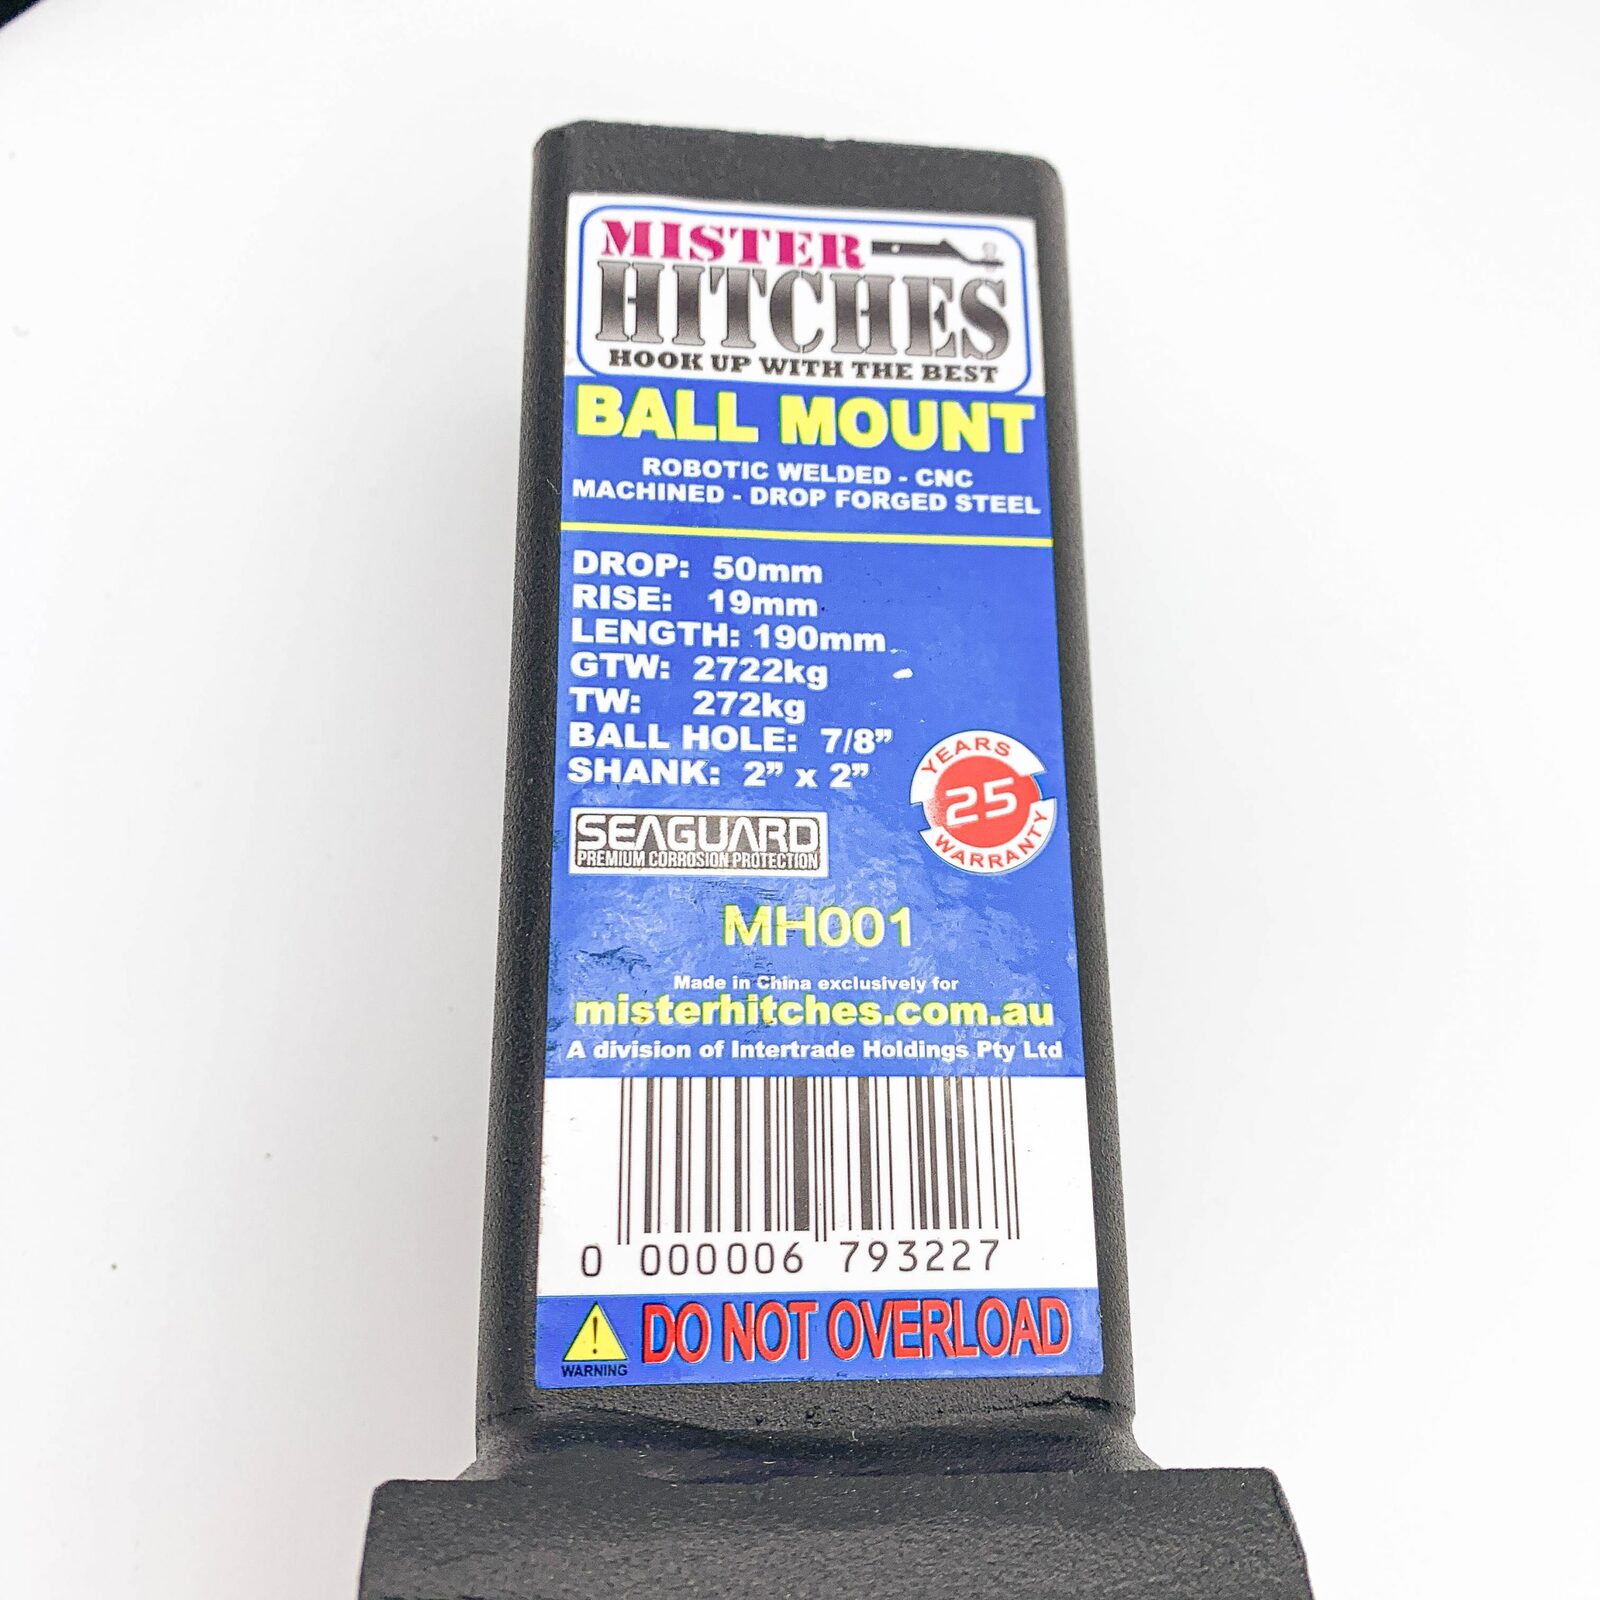 MISTER
HITCHES
HOOK UP WITH THE BEST
BALL MOUNT
ROBOTIC WELDED - CNC
MACHINED - DROP FORGED STEEL
DROP: 50mm
RISE: 19mm
LENGTH: 190mm
GTW: 2722kg
TW: 272kg
BALL HOLE: 7/8”
SHANK: 2” x 2”
YEARS
25
WARRANTY
SEAGUARD
PREMIUM CORROSION PROTECTION
MH001
Made in China exclusively for
misterhitches.com.au
A division of Intertrade Holdings Pty Ltd
0 000006 793227
WARNING
DO NOT OVERLOAD